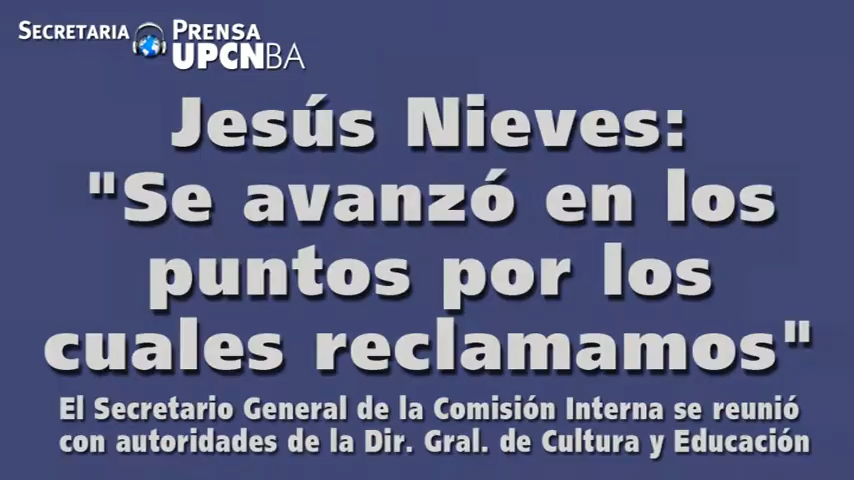 SECRETARIA PRENSA
UPCNBA
Jesús Nieves:
"Se avanzó en los
puntos por los
cuales reclamamos"
El Secretario General de la Comisión Interna se reunió
con autoridades de la Dir. Gral. de Cultura y Educación